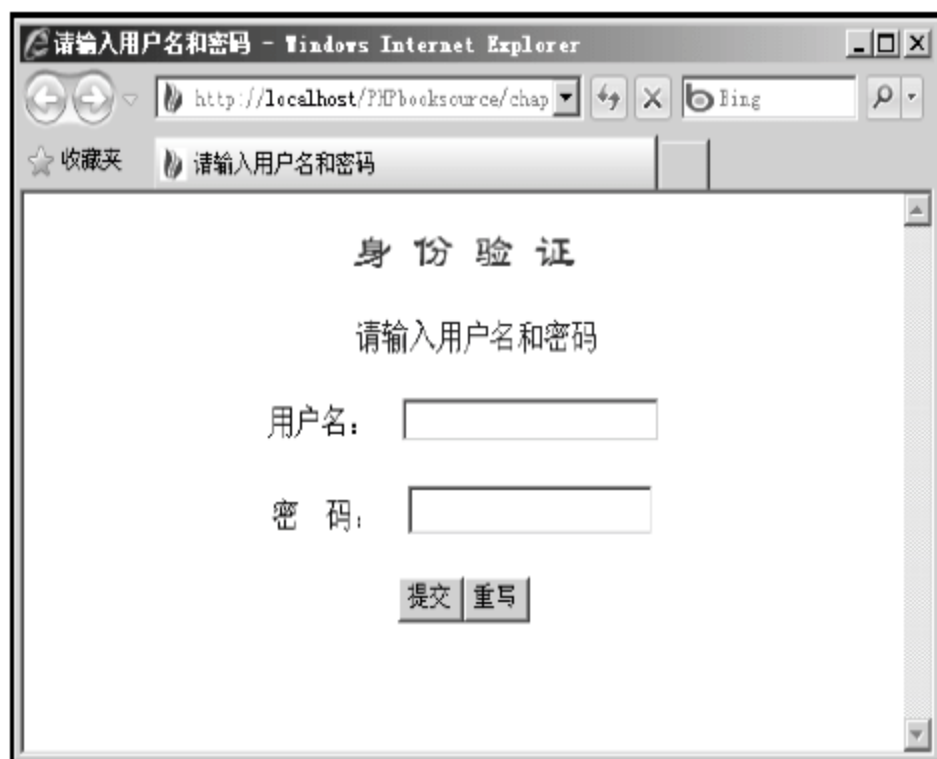 请输入用户名和密码 - Windows Internet Explorer
http://localhost/PHPbooksource/chap
Bing
收藏夹
请输入用户名和密码
身 份 验 证
请输入用户名和密码
用户名：
密 码：
提交 重写